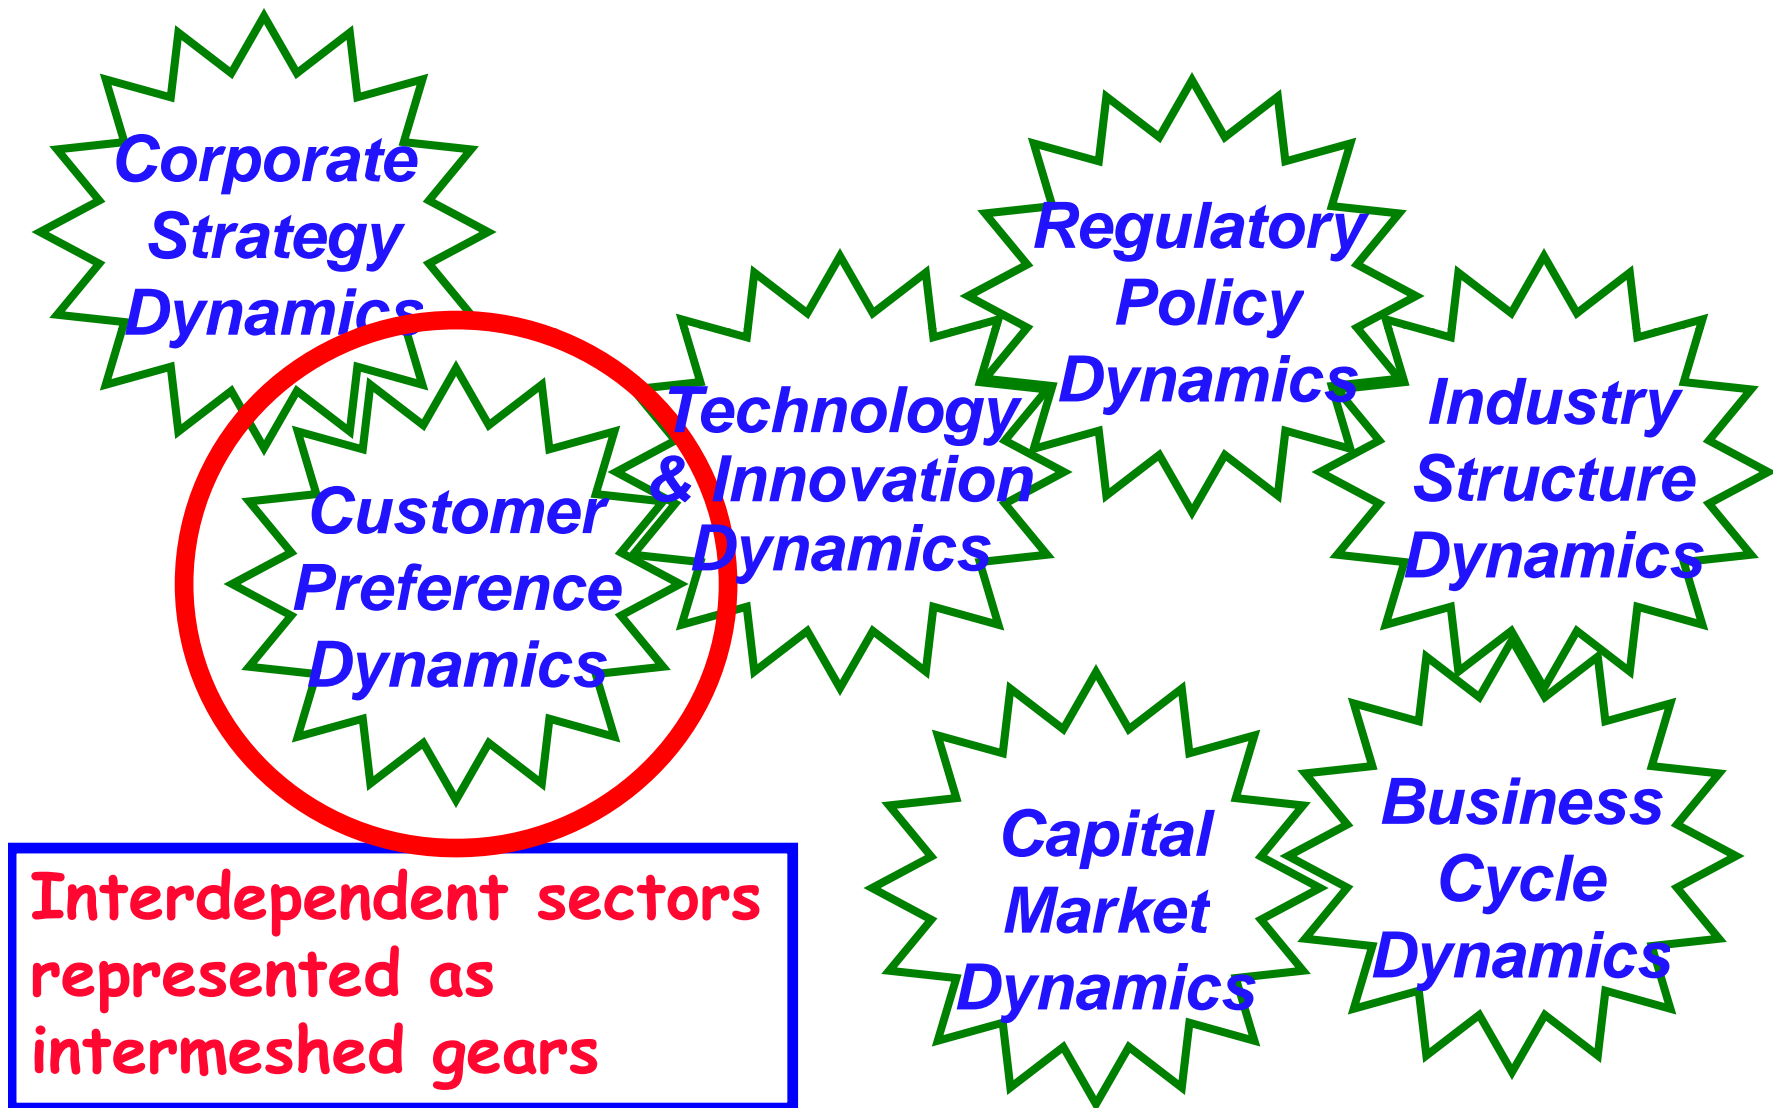 Corporate
Strategy
Dynamics
Customer
Preference
Dynamics
Technology
& Innovation
Dynamics
Regulatory
Policy
Dynamics
Industry
Structure
Dynamics
Business
Cycle
Dynamics
Capital
Market
Dynamics
Interdependent sectors
represented as
intermeshed gears